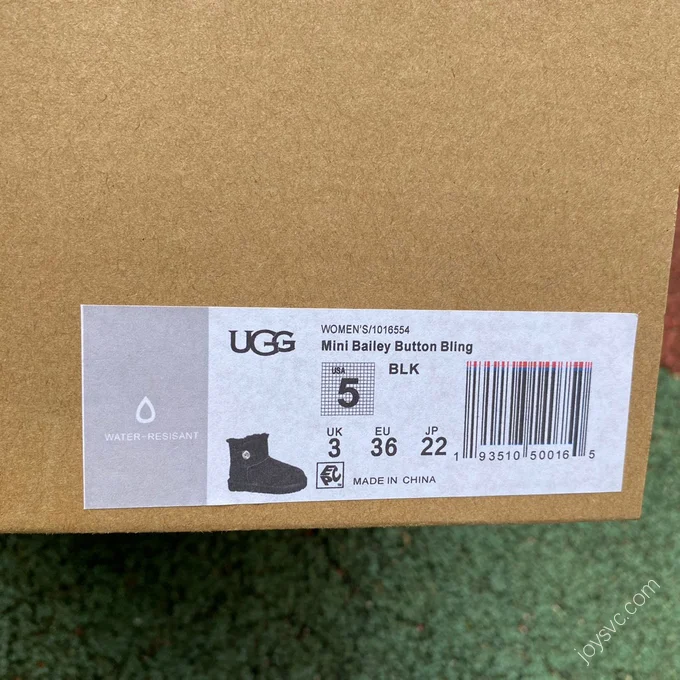 UGG
WOMEN'S/1016554
Mini Bailey Button Bling
USA
5
BLK
UK EU JP
3 36 22
MADE IN CHINA
1 93510 50016 5
WATER-RESISANT
joysvc.com